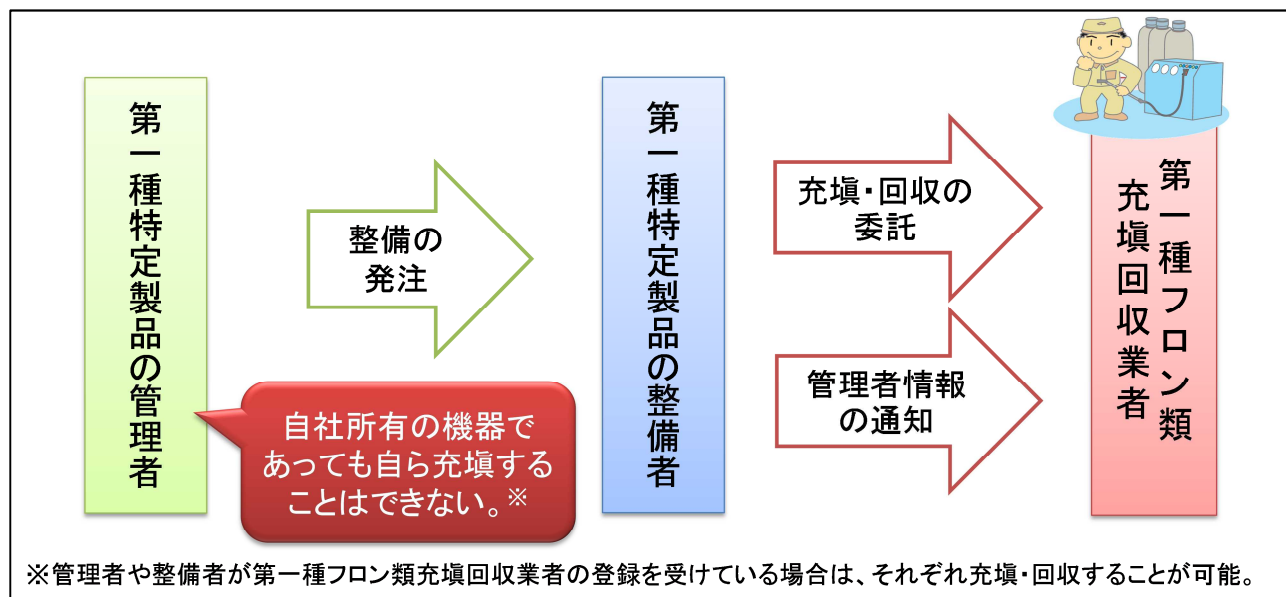 第一種特定製品の管理者
整備の
発注
自社所有の機器で
あっても自ら充塡する
ことはできない。※
第一種特定製品の整備者
充塡・回収の
委託
管理者情報
の通知
第一種フロン類
充塡回収業者
※管理者や整備者が第一種フロン類充塡回収業者の登録を受けている場合は、それぞれ充塡・回収することが可能。